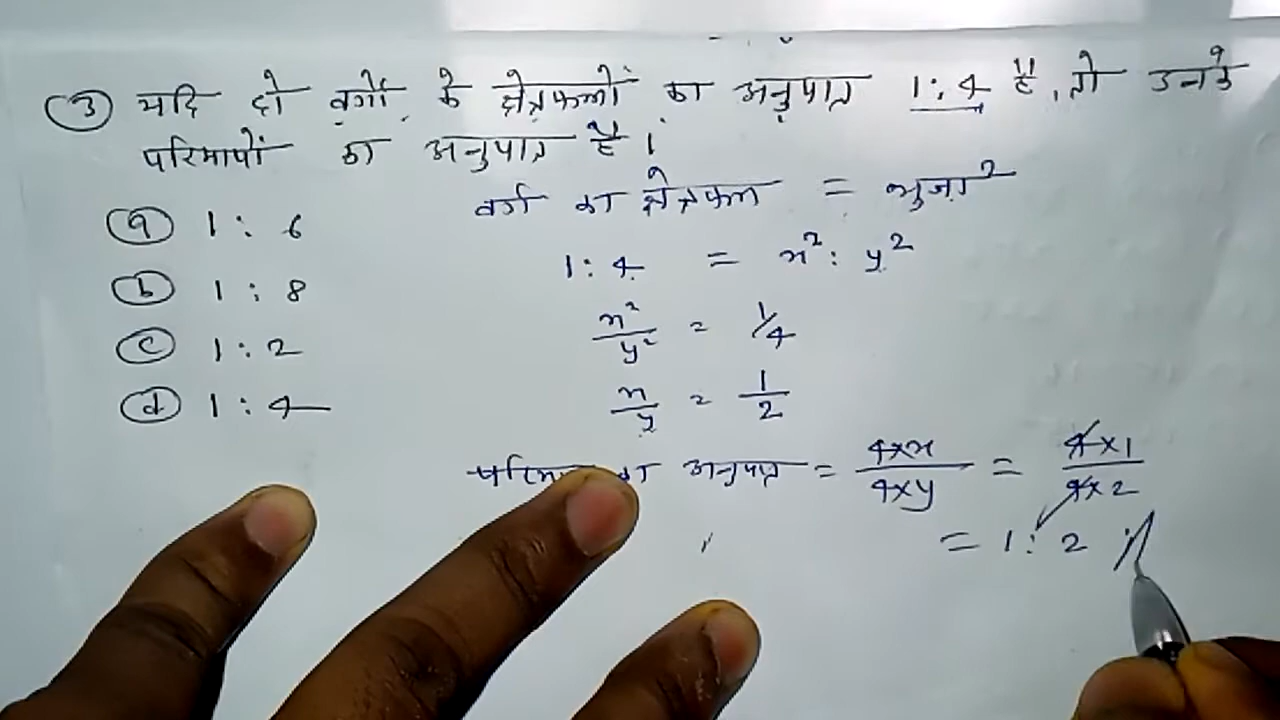 ③ यदि दो वर्गों के क्षेत्रफलों का अनुपात 1:4 है, तो उनके
परिमापों का अनुपात है।
ⓐ 1 : 6
ⓑ 1 : 8
ⓒ 1 : 2
ⓓ 1 : 4
वर्ग का क्षेत्रफल = भुजा²
1 : 4 = x² : y²
x²/y² = 1/4
x/y = 1/2
का अनुपात = 4×x/4×y = 4×1/4×2
= 1 : 2